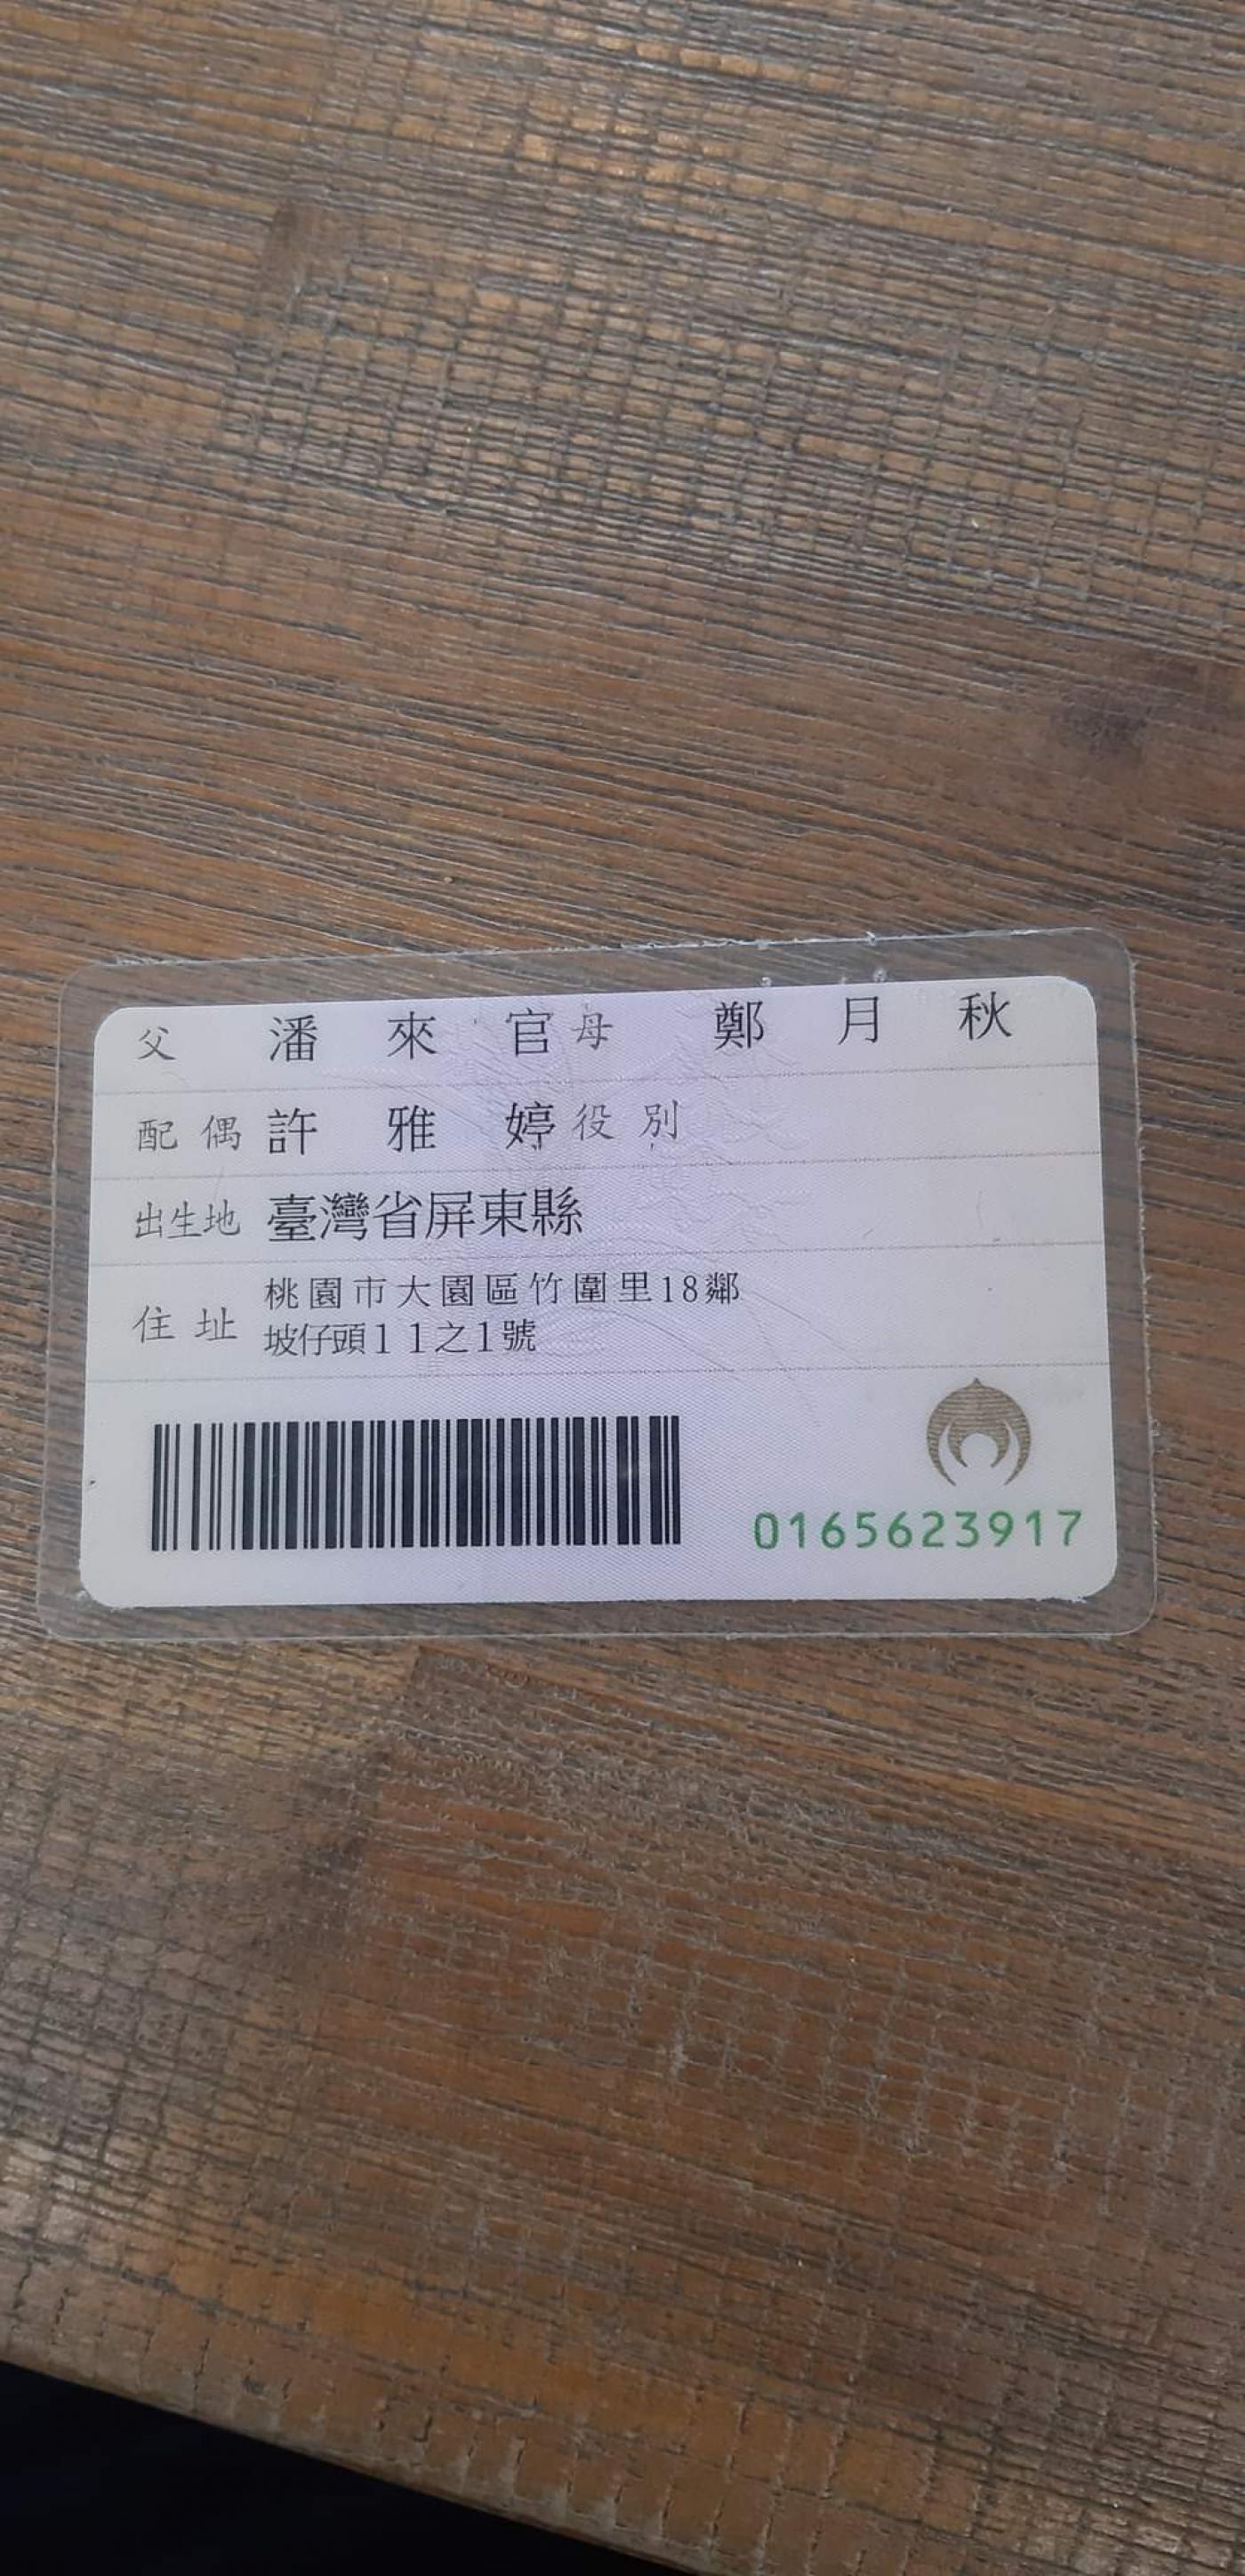 父 潘來官 母 鄭月秋
配偶 許雅婷 役別
出生地 臺灣省屏東縣
住址 桃園市大園區竹圍里18鄰
坡仔頭11之1號
0165623917